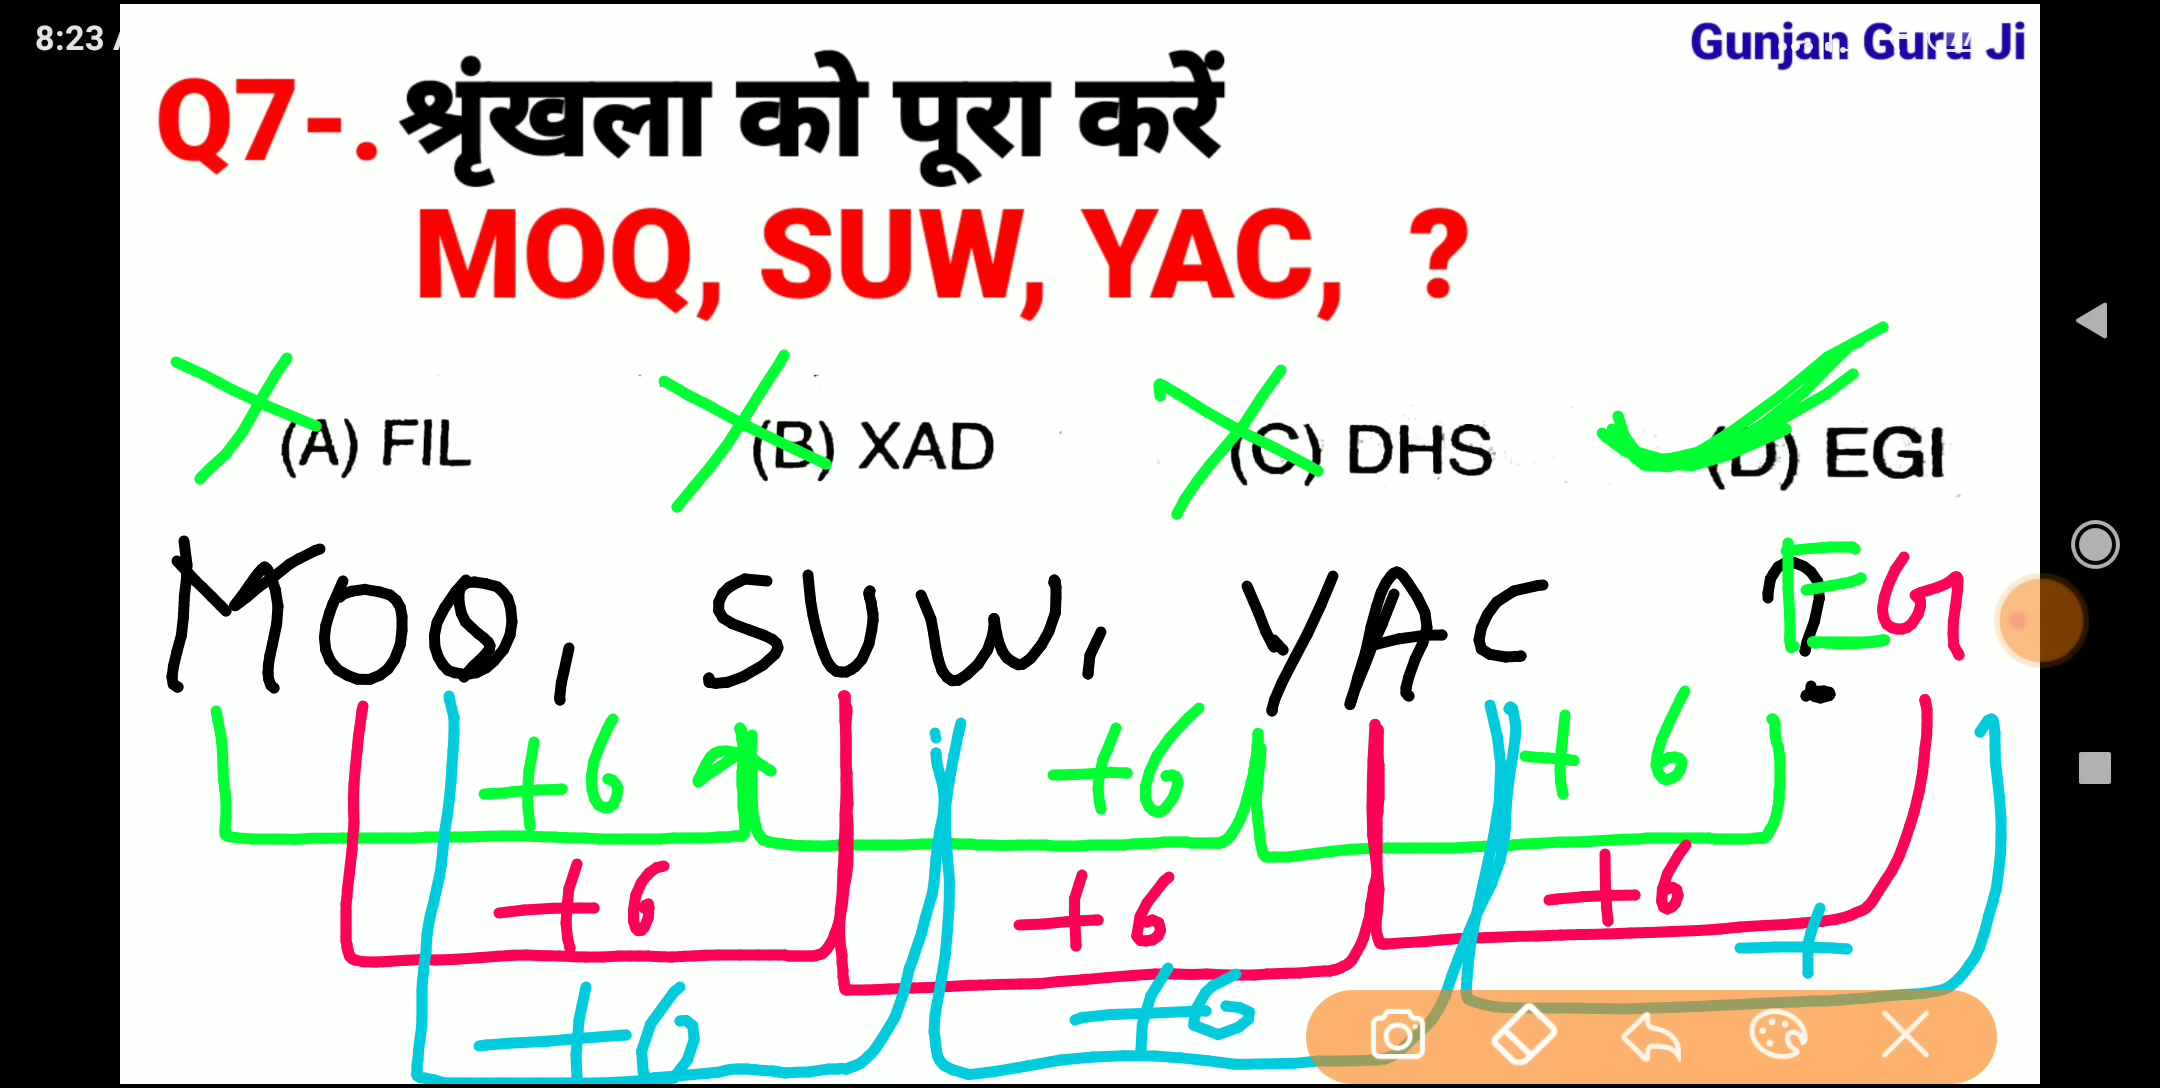 8:23
Gunjan Guru Ji
Q7-. श्रृंखला को पूरा करें
MOQ, SUW, YAC, ?
(A) FIL (B) XAD (C) DHS (D) EGI
MOQ, SUW, YAC ? EG
+6 +6 +6
+6 +6 +6
+6 +6 +